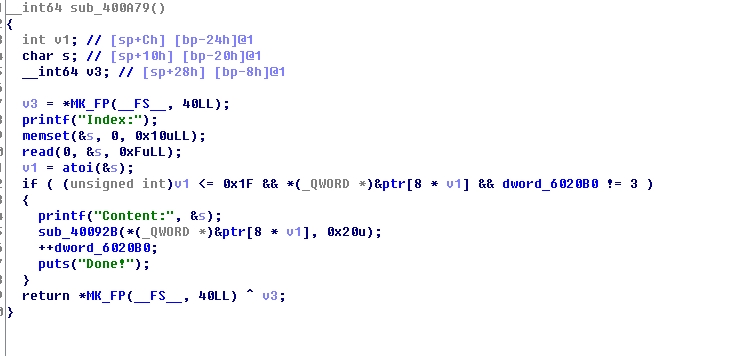 __int64 sub_400A79()
{
int v1; // [sp+Ch] [bp-24h]@1
char s; // [sp+10h] [bp-20h]@1
__int64 v3; // [sp+28h] [bp-8h]@1
v3 = *MK_FP(__FS__, 40LL);
printf("Index:");
memset(&s, 0, 0x10uLL);
read(0, &s, 0xFuLL);
v1 = atoi(&s);
if ( (unsigned int)v1 <= 0x1F && *(_QWORD *)&ptr[8 * v1] && dword_6020B0 != 3 )
{
printf("Content:", &s);
sub_40092B(*(_QWORD *)&ptr[8 * v1], 0x20u);
++dword_6020B0;
puts("Done!");
}
return *MK_FP(__FS__, 40LL) ^ v3;
}